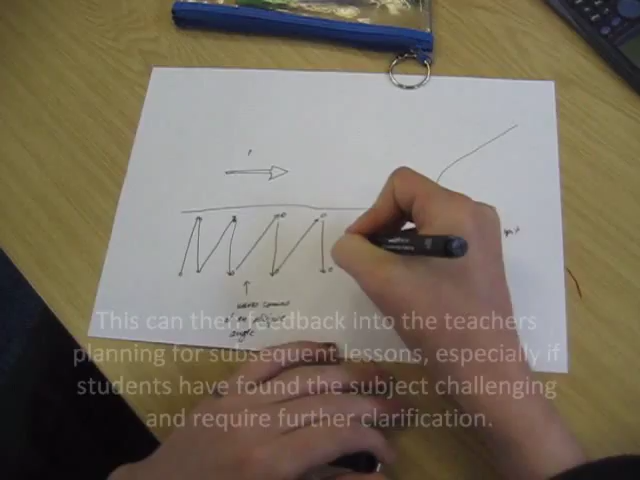 This can then feedback into the teachers
planning for subsequent lessons, especially if
students have found the subject challenging
and require further clarification.